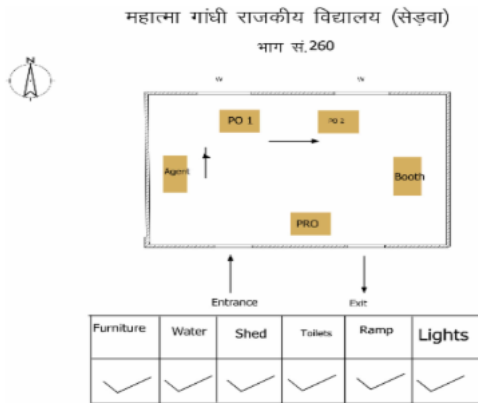 महात्मा गांधी राजकीय विद्यालय (सेड़वा)
भाग सं.260
N
W W
PO 1 PO 2
Agent Booth
PRO
Entrance Exit
Furniture Water Shed Toilets Ramp Lights